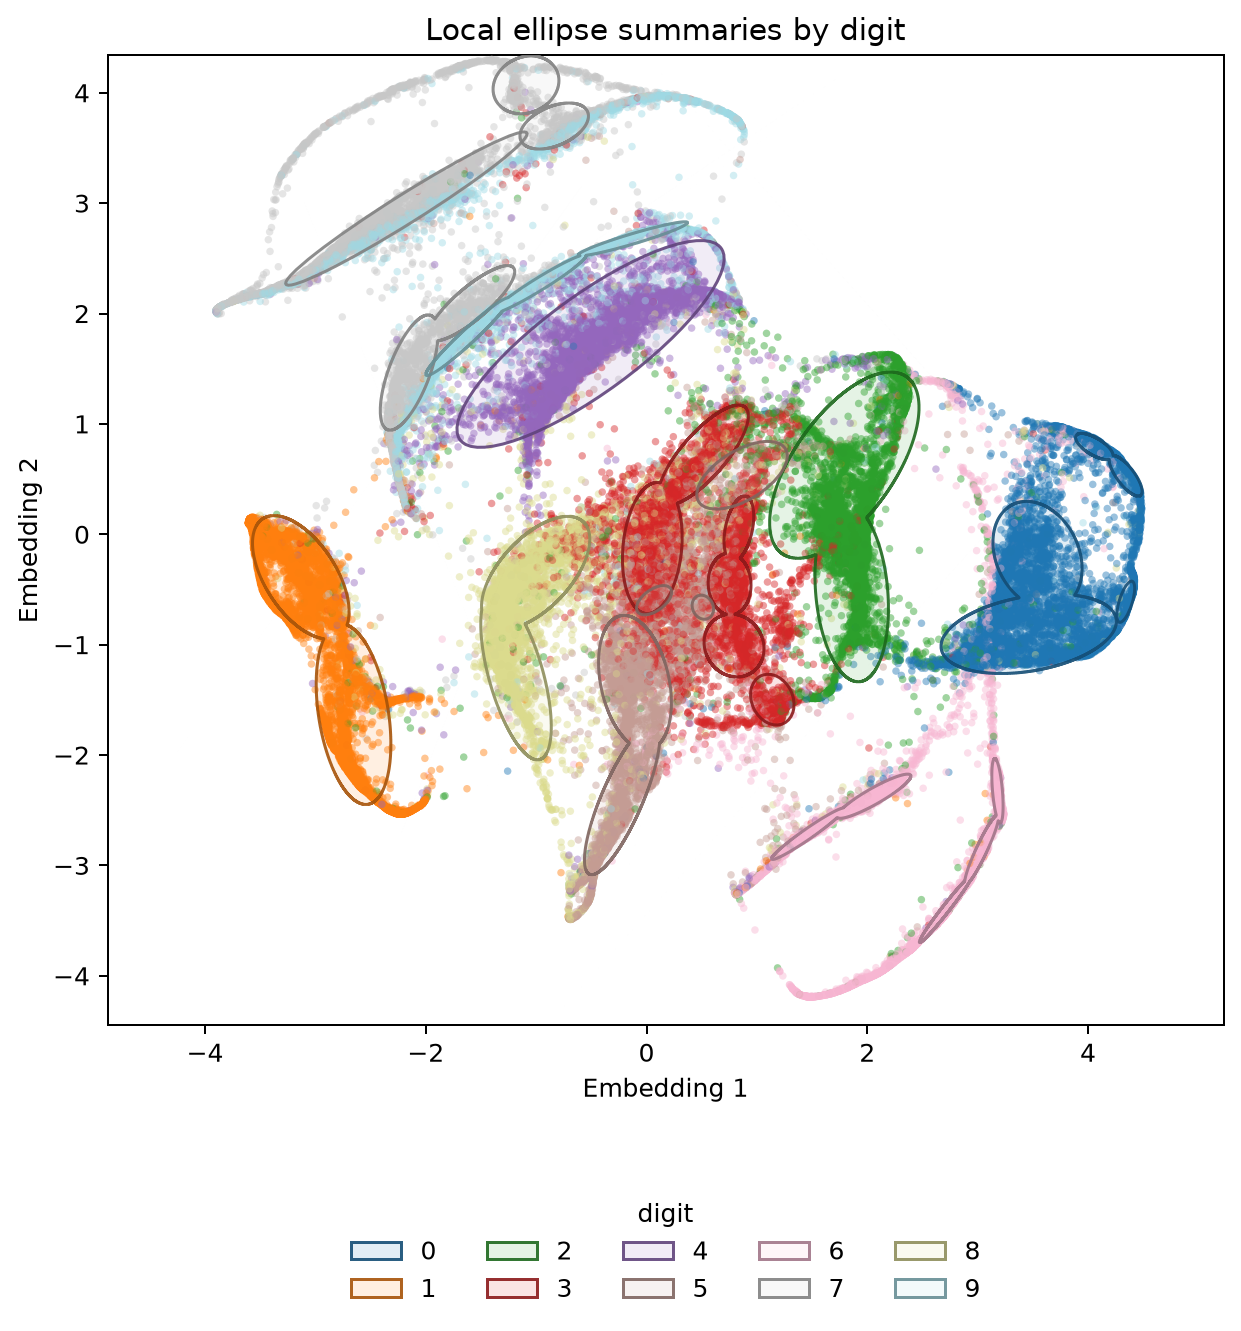 Local ellipse summaries by digit
4
3
2
1
0
−1
−2
−3
−4
−4 −2 0 2 4
Embedding 2
Embedding 1
digit
0 2 4 6 8
1 3 5 7 9